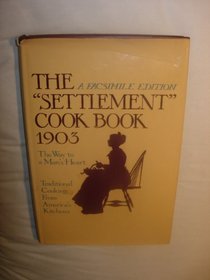 THE
A FACSIMILE EDITION
"SETTLEMENT"
COOK BOOK
1903
The Way to
a Man's Heart
Traditional
Cooking
From
America's
Kitchens